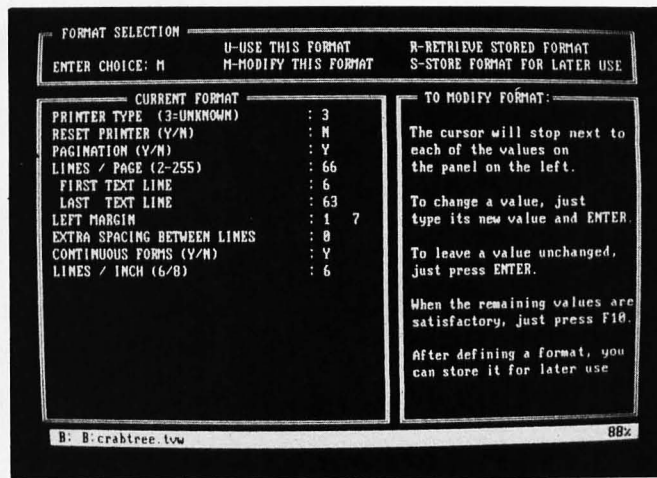 FORMAT SELECTION
U-USE THIS FORMAT R-RETRIEVE STORED FORMAT
ENTER CHOICE: M M-MODIFY THIS FORMAT S-STORE FORMAT FOR LATER USE
CURRENT FORMAT
PRINTER TYPE (3=UNKNOWN) : 3
RESET PRINTER (Y/N) : N
PAGINATION (Y/N) : Y
LINES / PAGE (2-255) : 66
FIRST TEXT LINE : 6
LAST TEXT LINE : 63
LEFT MARGIN : 1 7
EXTRA SPACING BETWEEN LINES : 0
CONTINUOUS FORMS (Y/N) : Y
LINES / INCH (6/8) : 6
TO MODIFY FORMAT:
The cursor will stop next to
each of the values on
the panel on the left.
To change a value, just
type its new value and ENTER.
To leave a value unchanged,
just press ENTER.
When the remaining values are
satisfactory, just press F10.
After defining a format, you
can store it for later use
B: B:crabtree.tvw 88%